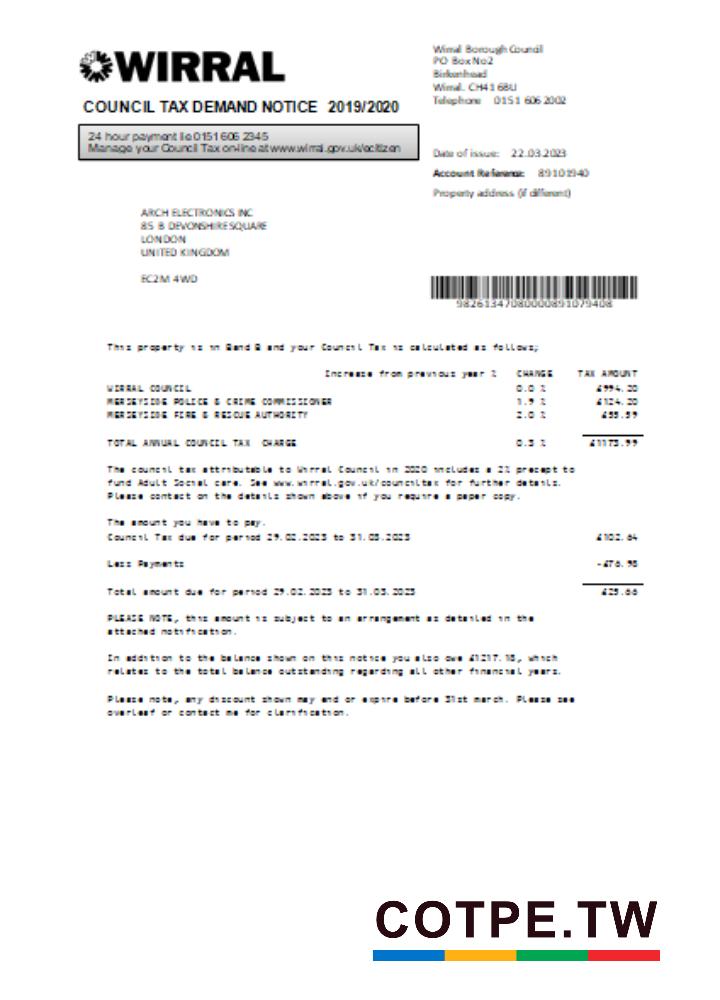 WIRRAL
COUNCIL TAX DEMAND NOTICE 2019/2020
24 hour payment lie 0151 606 2345
Manage your Council Tax on-line at www.wirral.gov.uk/ecitizen
Wirral Borough Council
PO Box No2
Birkenhead
Wirral. CH41 6BU
Telephone 0151 606 2002
Date of issue: 22.03.2023
Account Reference: 89101940
Property address (if different)
ARCH ELECTRONICS INC
85 B DEVONSHIRE SQUARE
LONDON
UNITED KINGDOM
EC2M 4WD
98261347080000891079408
This property is in Band B and your Council Tax is calculated as follows;
Increase from previous year % CHANGE TAX AMOUNT
WIRRAL COUNCIL 0.0 % £994.20
MERSEYSIDE POLICE & CRIME COMMISSIONER 1.9 % £124.20
MERSEYSIDE FIRE & RESCUE AUTHORITY 2.0 %
TOTAL ANNUAL COUNCIL TAX CHARGE
The council tax attributable to Wirral Council in 2020 includes a 2% precept to
fund Adult Social care. See www.wirral.gov.uk/counciltax for further details.
Please contact on the details shown above if you require a paper copy.
The amount you have to pay.
Council Tax due for period 29.02.2023 to 31.03.2023 £102.64
Less Payments -£76.98
Total amount due for period 29.02.2023 to 31.03.2023 £25.66
PLEASE NOTE, this amount is subject to an arrangement as detailed in the
attached notification.
In addition to the balance shown on this notice you also owe £1217.18, which
relates to the total balance outstanding regarding all other financial years.
Please note, any discount shown may end or expire before 31st march. Please see
overleaf or contact me for clarification.
COTPE.TW